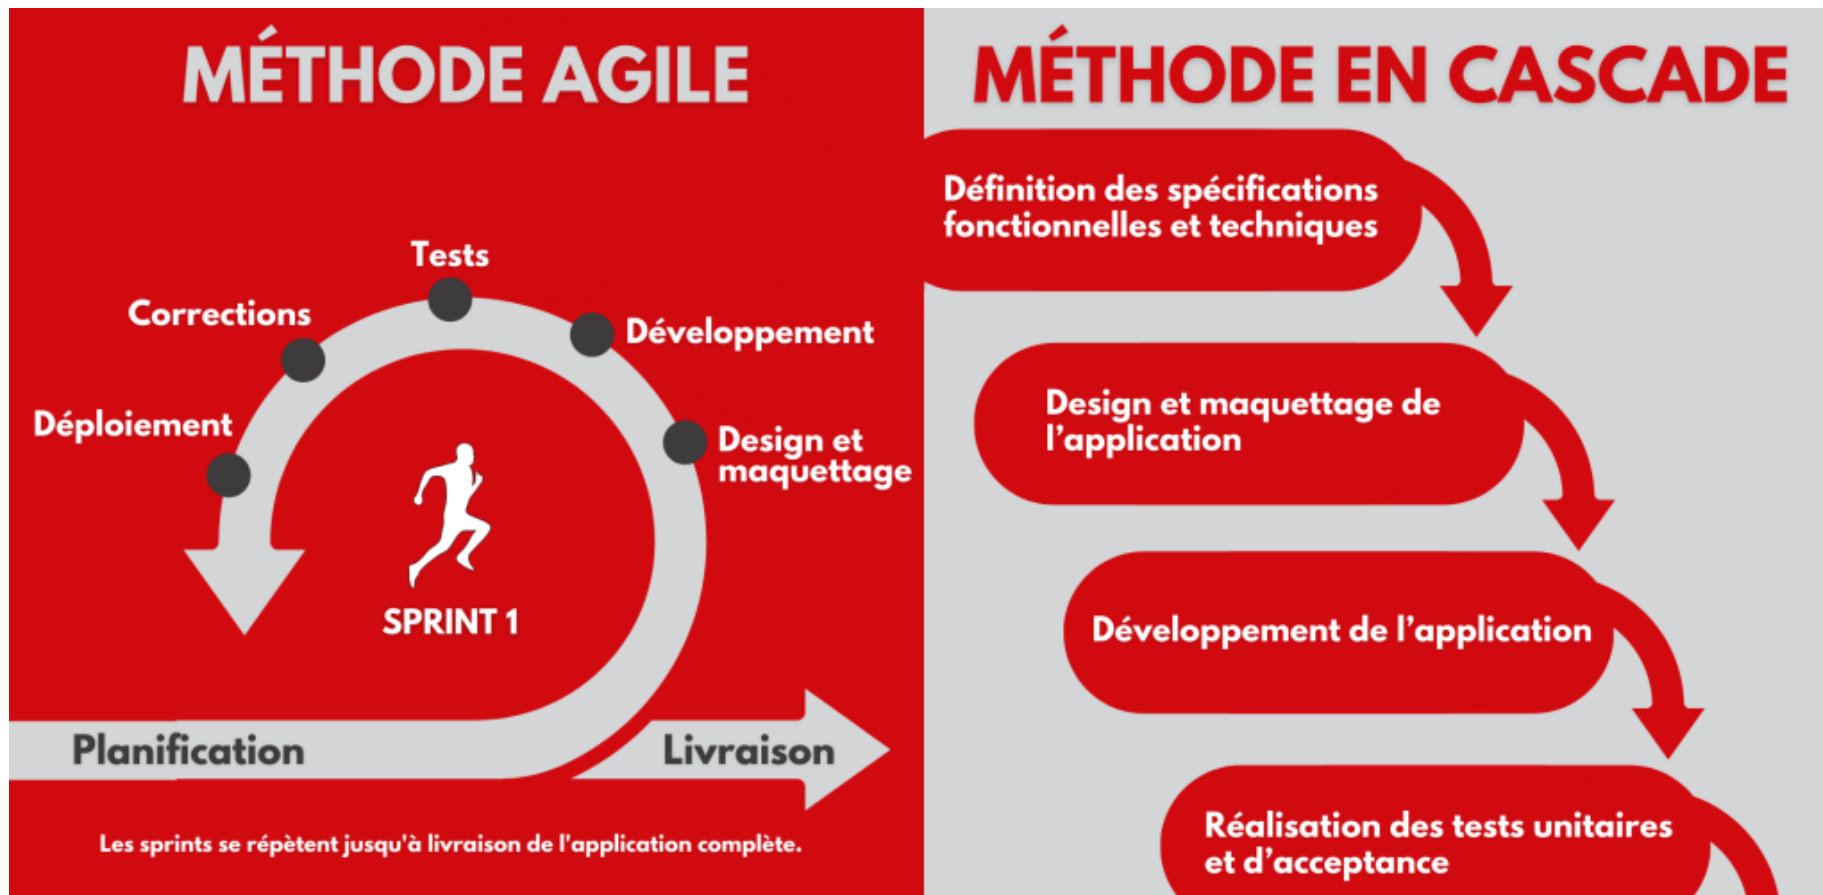 MÉTHODE AGILE
Tests
Corrections
Développement
Déploiement
Design et
maquettage
SPRINT 1
Planification
Livraison
Les sprints se répètent jusqu'à livraison de l'application complète.
MÉTHODE EN CASCADE
Définition des spécifications
fonctionnelles et techniques
Design et maquettage de
l’application
Développement de l’application
Réalisation des tests unitaires
et d’acceptance